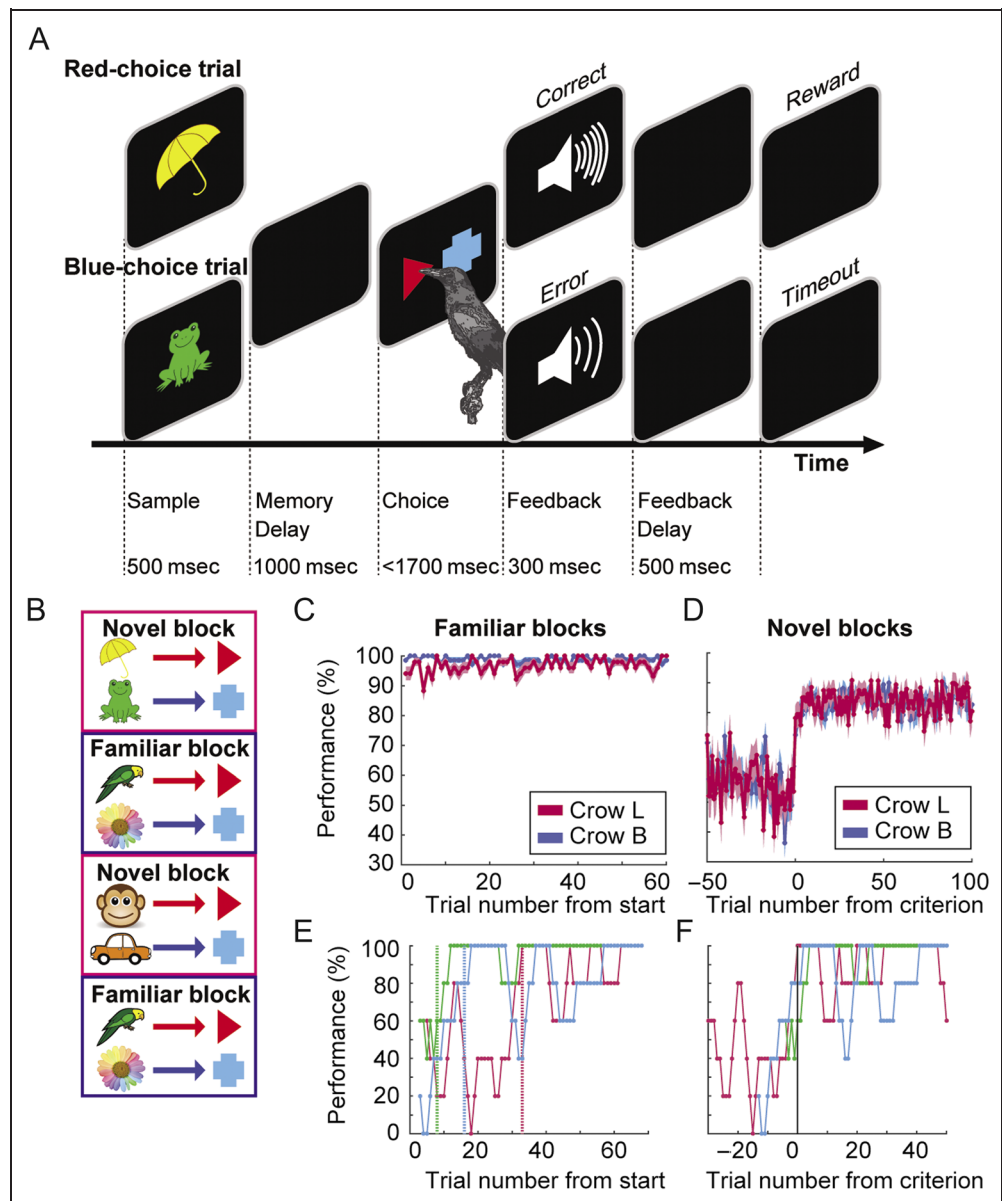 A
Red-choice trial
Correct
Reward
Blue-choice trial
Error
Timeout
Time
Sample
Memory
Delay
Choice
Feedback
Feedback
Delay
500 msec
1000 msec
<1700 msec
300 msec
500 msec
B
Novel block
Familiar block
Novel block
Familiar block
C
Familiar blocks
Performance (%)
100
90
80
70
60
50
40
30
Crow L
Crow B
0
20
40
60
Trial number from start
D
Novel blocks
Crow L
Crow B
−50
0
50
100
Trial number from criterion
E
Performance (%)
100
80
60
40
20
0
0
20
40
60
Trial number from start
F
−20
0
20
40
Trial number from criterion